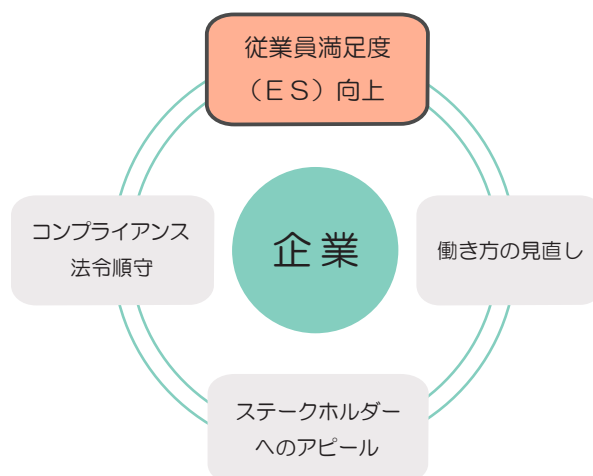 従業員満足度
（ＥＳ）向上
コンプライアンス
法令順守
企業
働き方の見直し
ステークホルダー
へのアピール